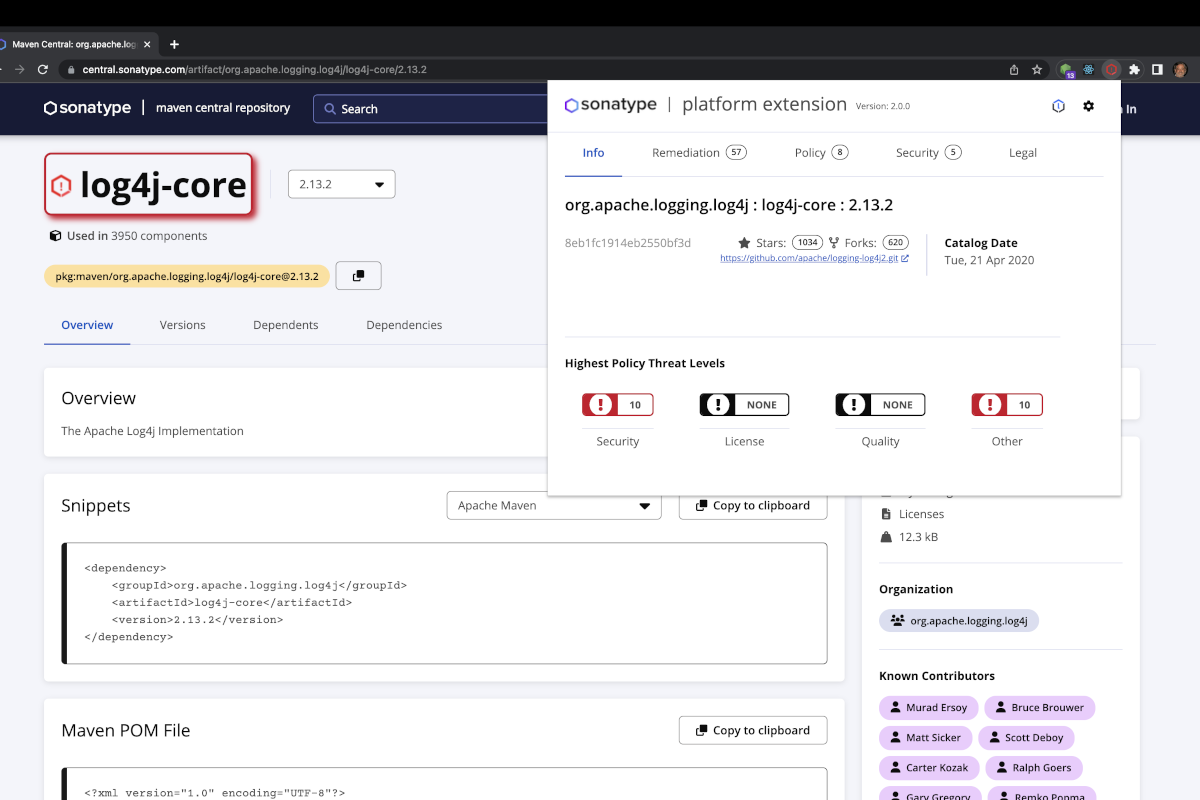 Maven Central: org.apache.log
central.sonatype.com/artifact/org.apache.logging.log4j/log4j-core/2.13.2
13
sonatype | maven central repository
Search
In
log4j-core
2.13.2
Used in 3950 components
pkg:maven/org.apache.logging.log4j/log4j-core@2.13.2
Overview Versions Dependents Dependencies
Overview
The Apache Log4j Implementation
Snippets
Apache Maven
Copy to clipboard
<dependency>
<groupId>org.apache.logging.log4j</groupId>
<artifactId>log4j-core</artifactId>
<version>2.13.2</version>
</dependency>
Maven POM File
Copy to clipboard
<?xml version="1.0" encoding="UTF-8"?>
sonatype | platform extension Version: 2.0.0
Info Remediation 57 Policy 8 Security 5 Legal
org.apache.logging.log4j : log4j-core : 2.13.2
8eb1fc1914eb2550bf3d
Stars: 1034 Forks: 620
https://github.com/apache/logging-log4j2.git
Catalog Date
Tue, 21 Apr 2020
Highest Policy Threat Levels
10 NONE NONE 10
Security License Quality Other
Licenses
12.3 kB
Organization
org.apache.logging.log4j
Known Contributors
Murad Ersoy Bruce Brouwer
Matt Sicker Scott Deboy
Carter Kozak Ralph Goers
Gary Gregory Remko Popma